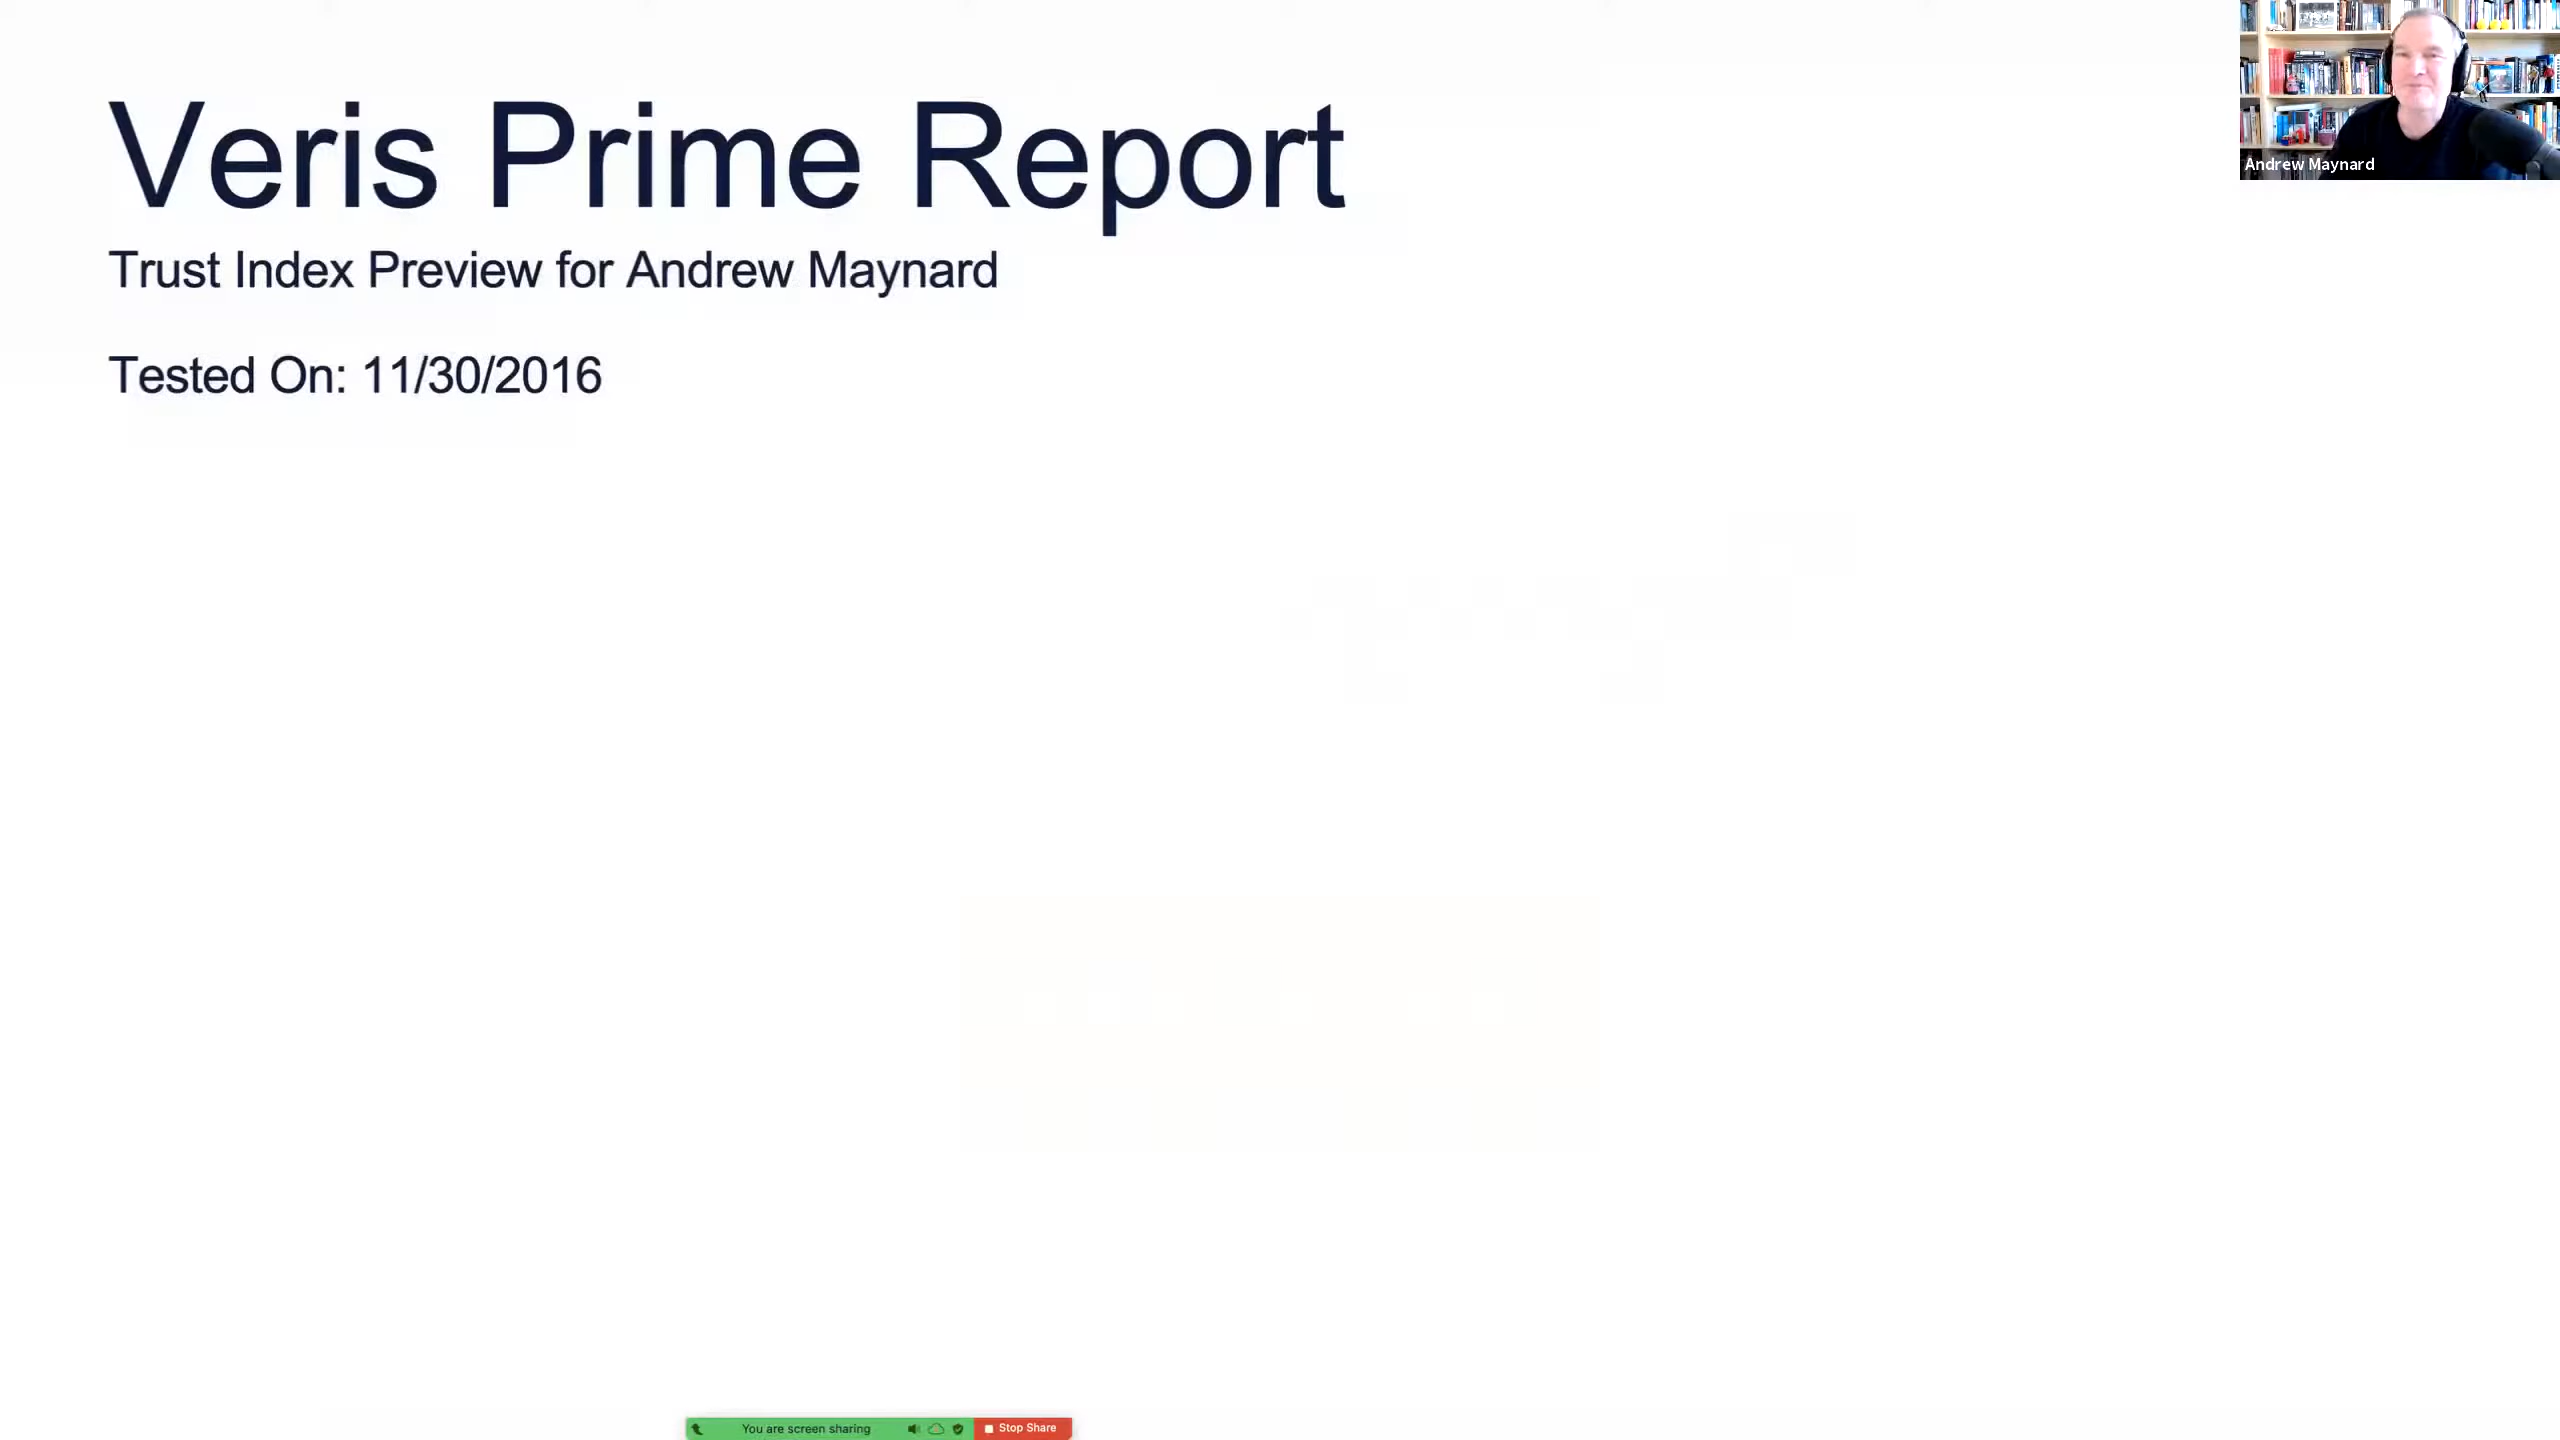 Veris Prime Report
Trust Index Preview for Andrew Maynard
Tested On: 11/30/2016
Andrew Maynard
You are screen sharing
Stop Share